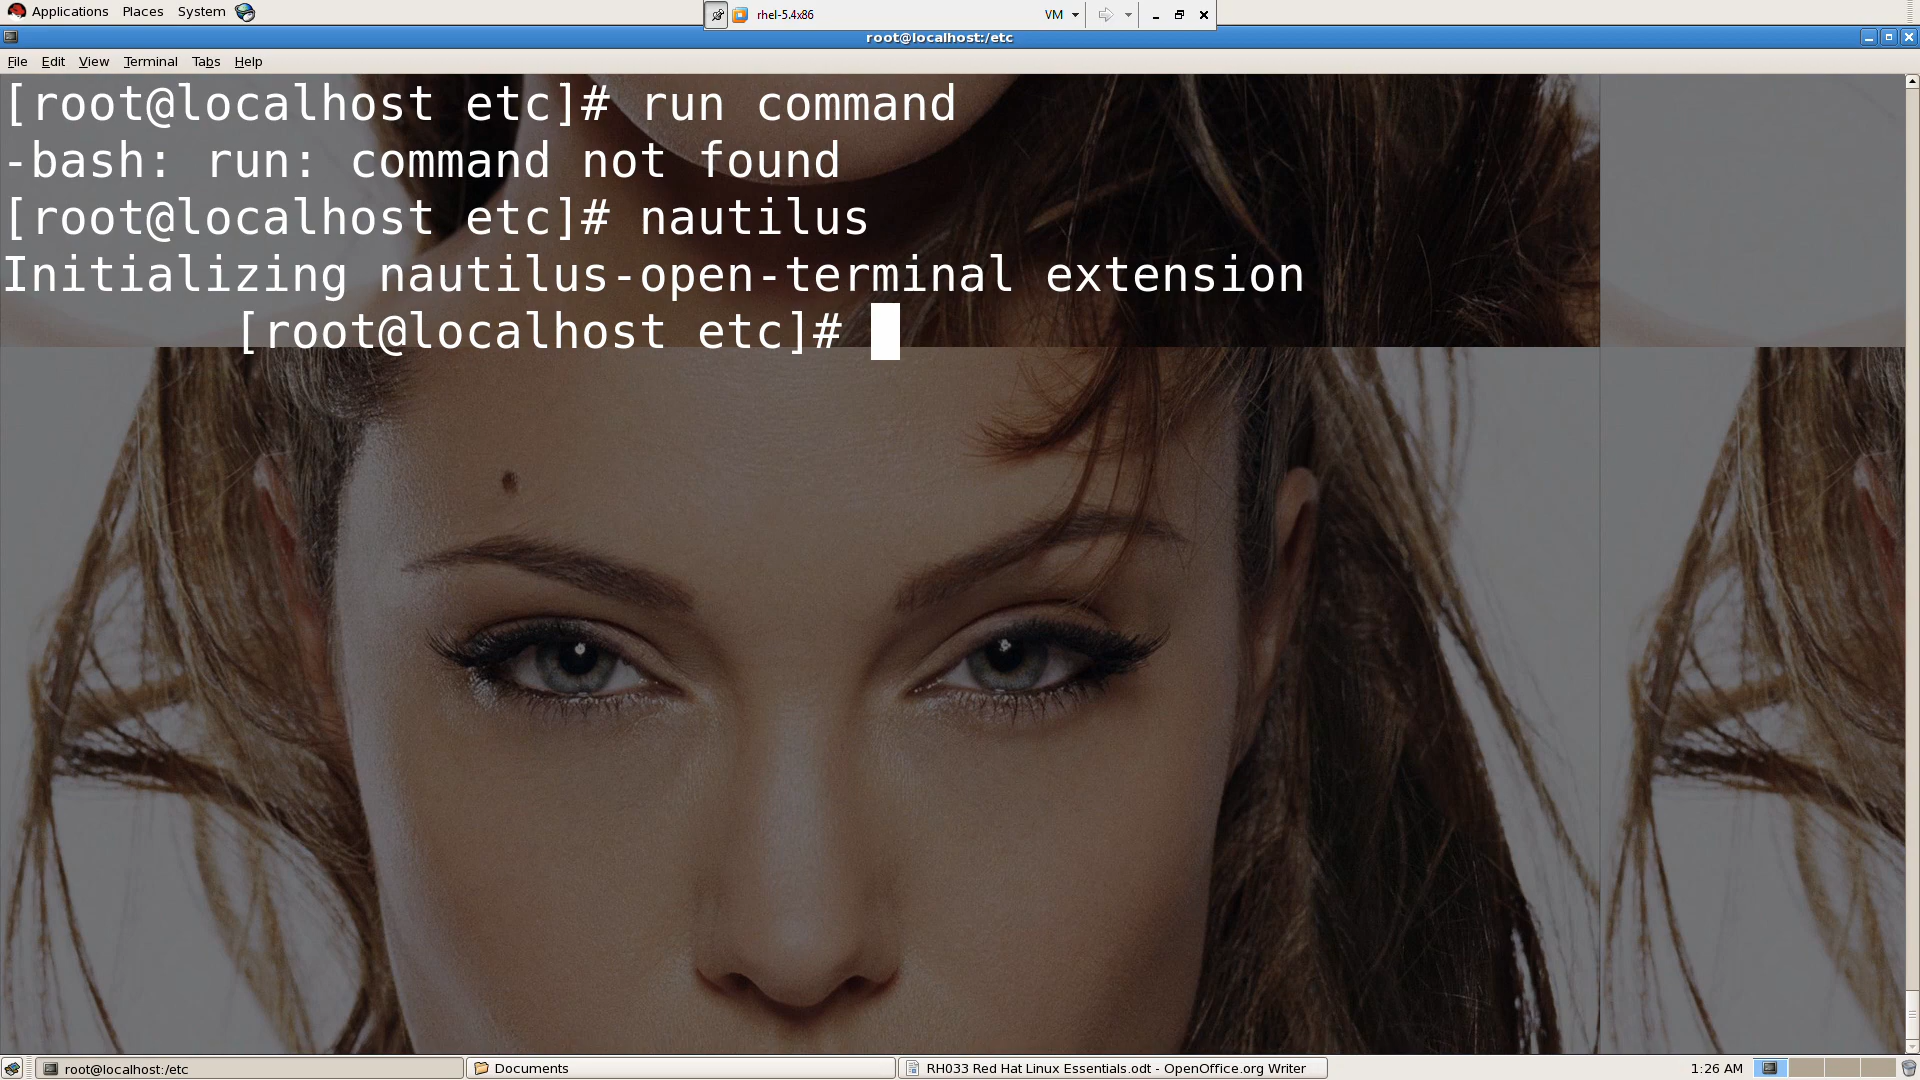 Applications Places System
rhel-5.4x86 VM
root@localhost:/etc
File Edit View Terminal Tabs Help
[root@localhost etc]# run command
-bash: run: command not found
[root@localhost etc]# nautilus
Initializing nautilus-open-terminal extension
[root@localhost etc]#
root@localhost:/etc Documents RH033 Red Hat Linux Essentials.odt - OpenOffice.org Writer 1:26 AM